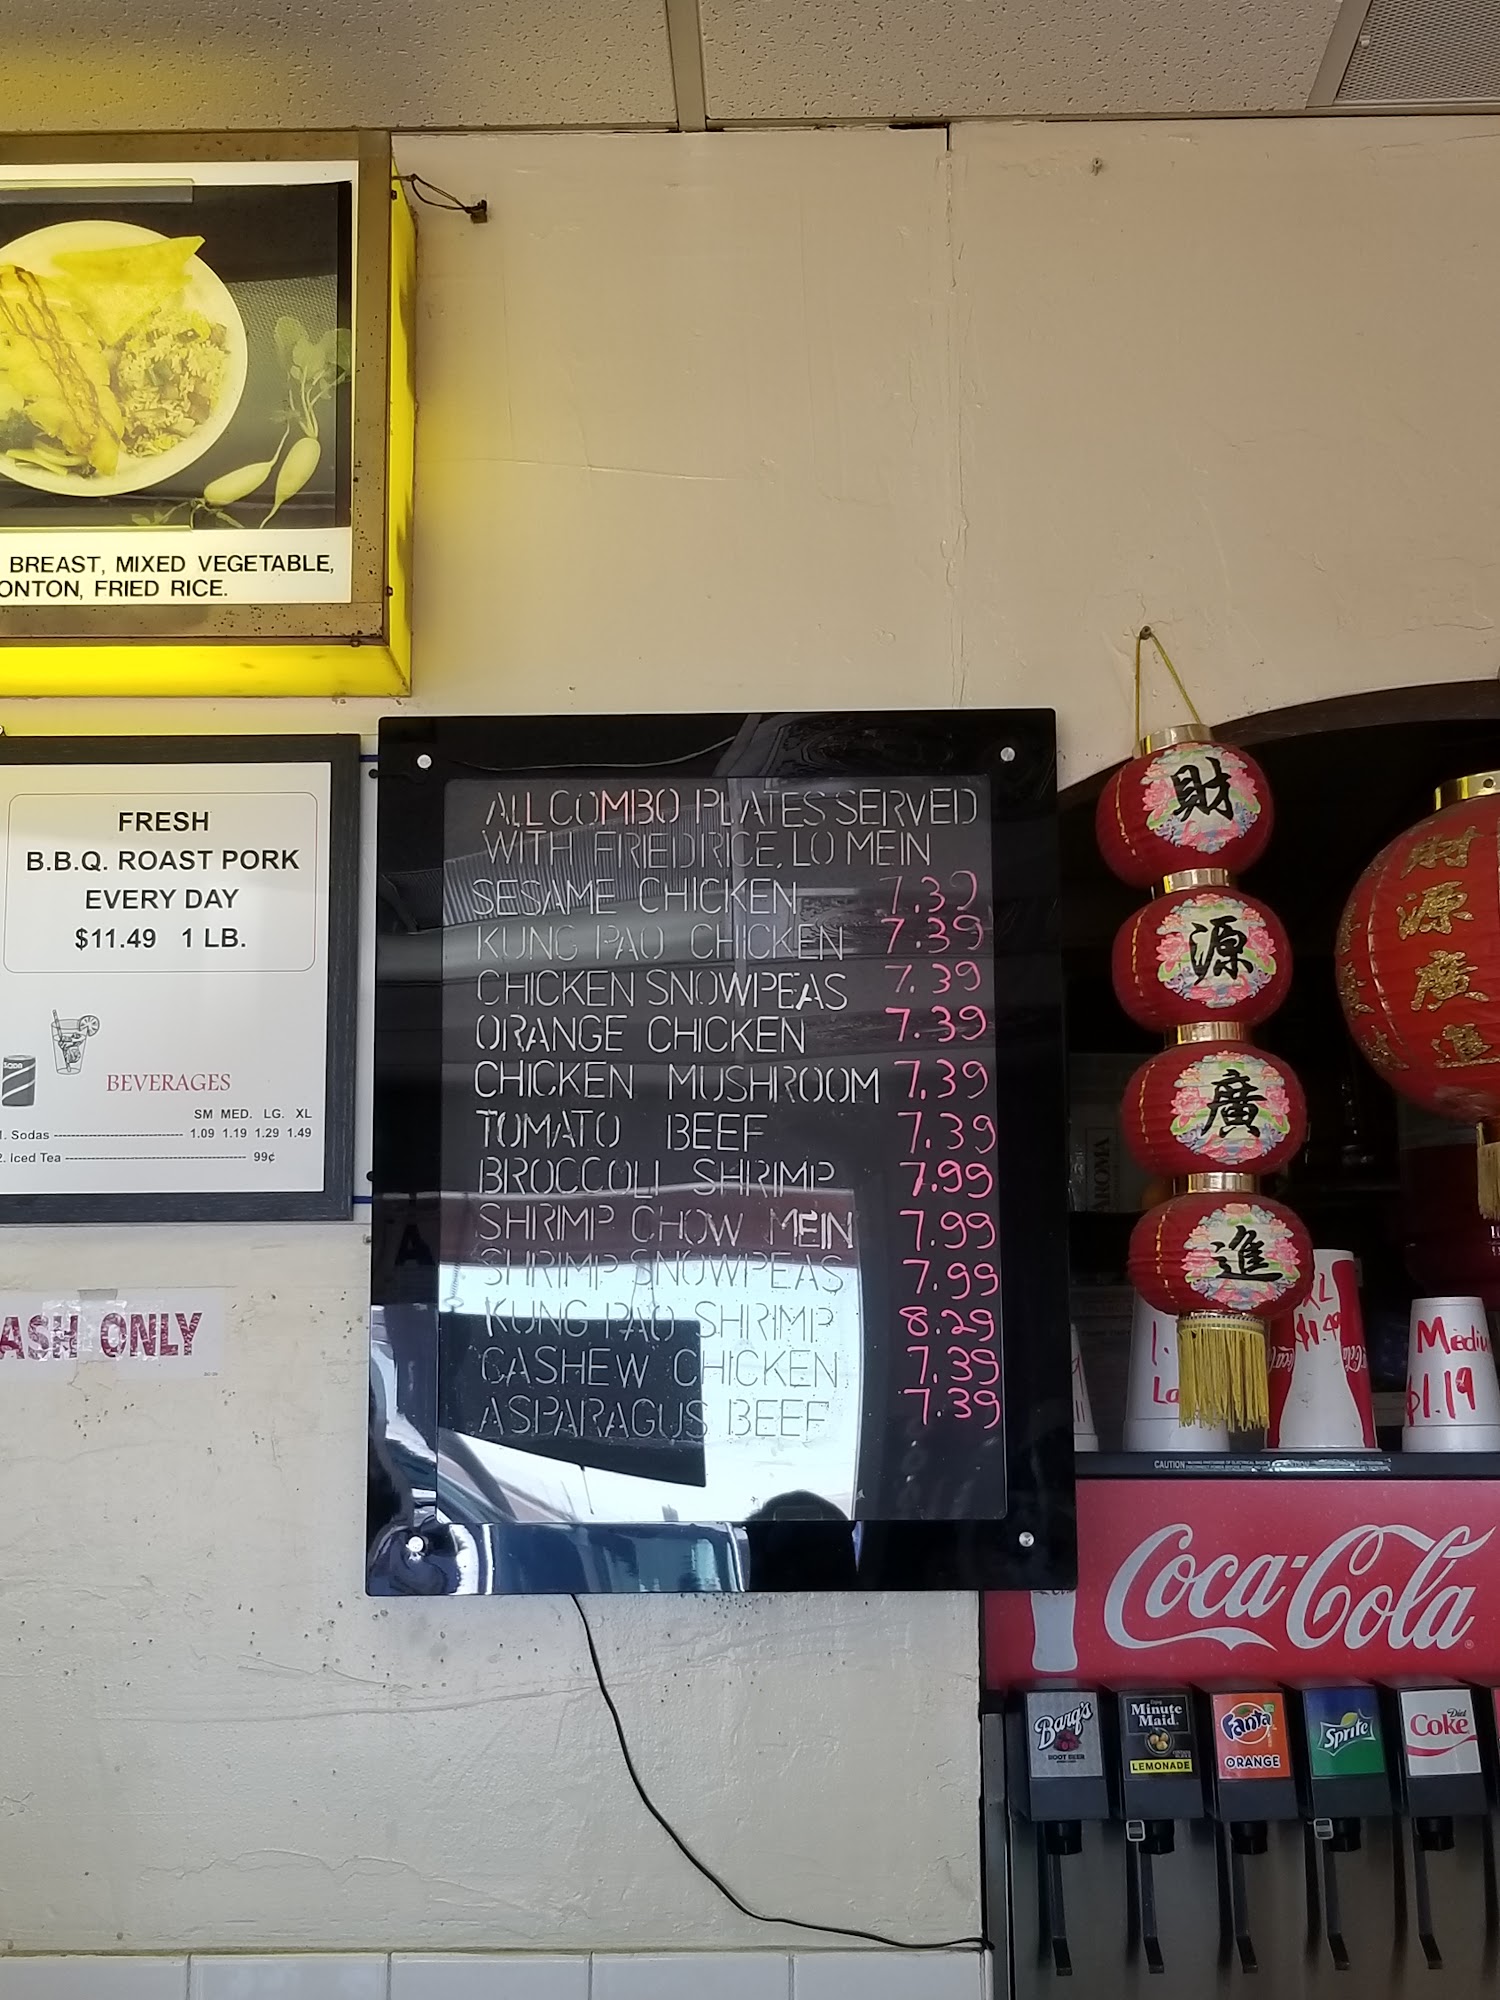 BREAST, MIXED VEGETABLE,
ONTON, FRIED RICE.
FRESH
B.B.Q. ROAST PORK
EVERY DAY
$11.49 1 LB.
BEVERAGES
SM MED. LG. XL
1. Sodas 1.09 1.19 1.29 1.49
2. Iced Tea 99¢
ASH ONLY
ALL COMBO PLATES SERVED
WITH FRIED RICE, LO MEIN
SESAME CHICKEN 7.39
KUNG PAO CHICKEN 7.39
CHICKEN SNOWPEAS 7.39
ORANGE CHICKEN 7.39
CHICKEN MUSHROOM 7.39
TOMATO BEEF 7.39
BROCCOLI SHRIMP 7.99
SHRIMP CHOW MEIN 7.99
SHRIMP SNOWPEAS 7.99
KUNG PAO SHRIMP 8.29
CASHEW CHICKEN 7.39
ASPARAGUS BEEF 7.39
財
源
廣
進
財
源
廣
進
AROMA
XL
$1.49
1.
La
Mediu
$1.19
CAUTION
Coca-Cola
Barq's
ROOT BEER
Minute
Maid
LEMONADE
Fanta
ORANGE
Sprite
Diet
Coke